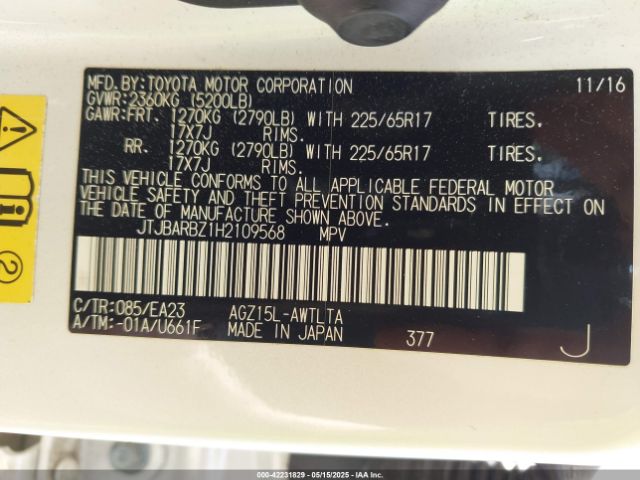 MFD.BY:TOYOTA MOTOR CORPORATION 11/16
GVWR:2360KG (5200LB)
GAWR:FRT. 1270KG (2790LB) WITH 225/65R17 TIRES.
17X7J RIMS.
RR. 1270KG (2790LB) WITH 225/65R17 TIRES.
17X7J RIMS.
THIS VEHICLE CONFORMS TO ALL APPLICABLE FEDERAL MOTOR
VEHICLE SAFETY AND THEFT PREVENTION STANDARDS IN EFFECT ON
THE DATE OF MANUFACTURE SHOWN ABOVE.
JTJBARBZ1H2109568 MPV
C/TR:085/EA23 AGZ15L-AWTLTA
A/TM:-01A/U661F MADE IN JAPAN 377 J
2
000-42231829 - 05/15/2025 - IAA Inc.